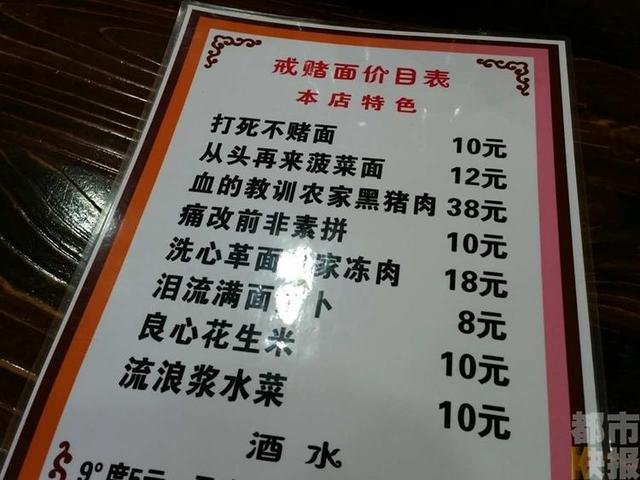 戒赌面价目表
本店特色
打死不赌面 10元
从头再来菠菜面 12元
血的教训农家黑猪肉 38元
痛改前非素拼 10元
洗心革面 家冻肉 18元
泪流满面 卜 8元
良心花生米 10元
流浪浆水菜 10元
酒水
9°度5元
都市
快报